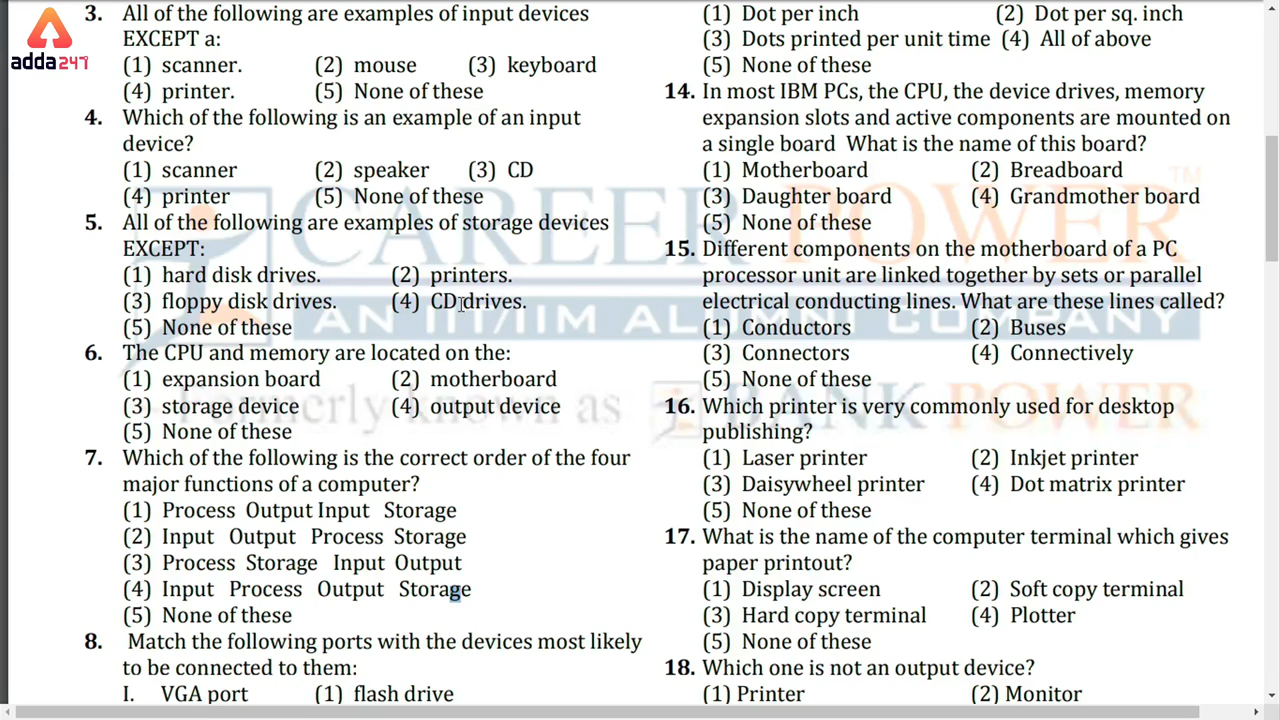 adda247
3. All of the following are examples of input devices
EXCEPT a:
(1) scanner. (2) mouse (3) keyboard
(4) printer. (5) None of these
4. Which of the following is an example of an input
device?
(1) scanner (2) speaker (3) CD
(4) printer (5) None of these
5. All of the following are examples of storage devices
EXCEPT:
(1) hard disk drives. (2) printers.
(3) floppy disk drives. (4) CD drives.
(5) None of these
6. The CPU and memory are located on the:
(1) expansion board (2) motherboard
(3) storage device (4) output device
(5) None of these
7. Which of the following is the correct order of the four
major functions of a computer?
(1) Process Output Input Storage
(2) Input Output Process Storage
(3) Process Storage Input Output
(4) Input Process Output Storage
(5) None of these
8. Match the following ports with the devices most likely
to be connected to them:
I. VGA port (1) flash drive
(1) Dot per inch (2) Dot per sq. inch
(3) Dots printed per unit time (4) All of above
(5) None of these
14. In most IBM PCs, the CPU, the device drives, memory
expansion slots and active components are mounted on
a single board What is the name of this board?
(1) Motherboard (2) Breadboard
(3) Daughter board (4) Grandmother board
(5) None of these
15. Different components on the motherboard of a PC
processor unit are linked together by sets or parallel
electrical conducting lines. What are these lines called?
(1) Conductors (2) Buses
(3) Connectors (4) Connectively
(5) None of these
16. Which printer is very commonly used for desktop
publishing?
(1) Laser printer (2) Inkjet printer
(3) Daisywheel printer (4) Dot matrix printer
(5) None of these
17. What is the name of the computer terminal which gives
paper printout?
(1) Display screen (2) Soft copy terminal
(3) Hard copy terminal (4) Plotter
(5) None of these
18. Which one is not an output device?
(1) Printer (2) Monitor
CAREER POWER TM
AN IIT/IIM ALUMNI COMPANY
Formerly known as BANK POWER